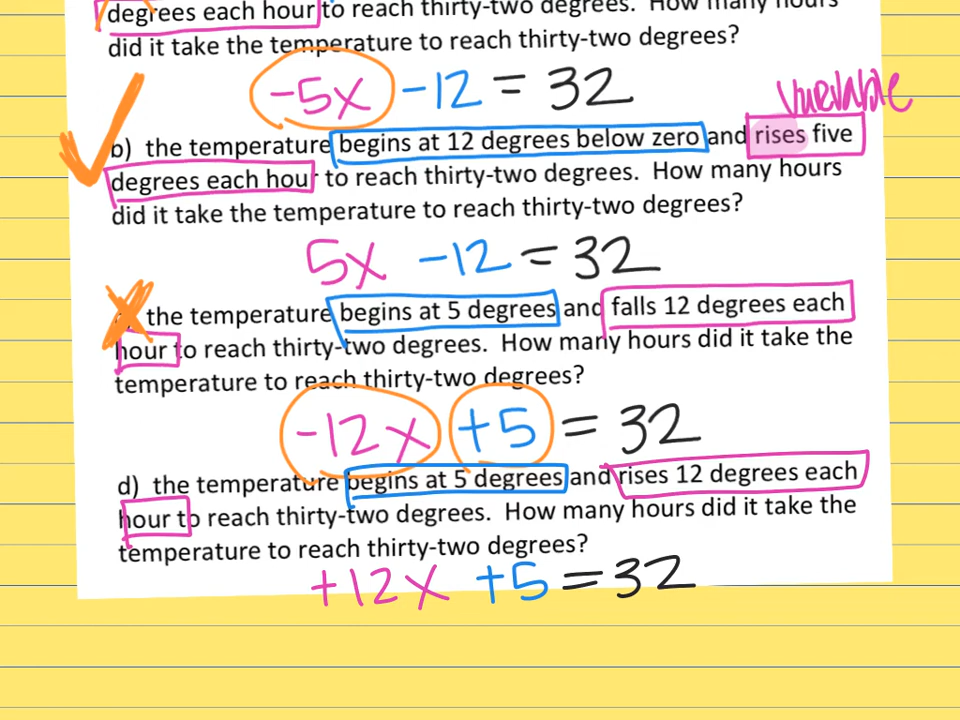 degrees each hour to reach thirty-two degrees. How many hours
did it take the temperature to reach thirty-two degrees?
-5x -12 = 32
b) the temperature begins at 12 degrees below zero and rises five
degrees each hour to reach thirty-two degrees. How many hours
did it take the temperature to reach thirty-two degrees?
5x -12 = 32
the temperature begins at 5 degrees and falls 12 degrees each
hour to reach thirty-two degrees. How many hours did it take the
temperature to reach thirty-two degrees?
-12x +5 = 32
d) the temperature begins at 5 degrees and rises 12 degrees each
hour to reach thirty-two degrees. How many hours did it take the
temperature to reach thirty-two degrees?
+12x +5 = 32